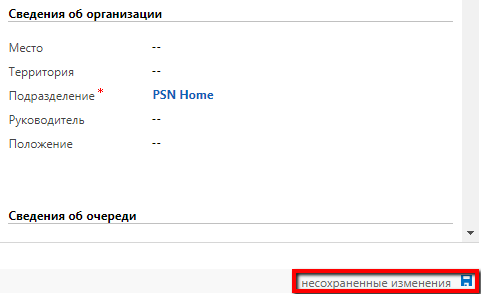 Сведения об организации
Место --
Территория --
Подразделение * PSN Home
Руководитель --
Положение --
Сведения об очереди
несохраненные изменения